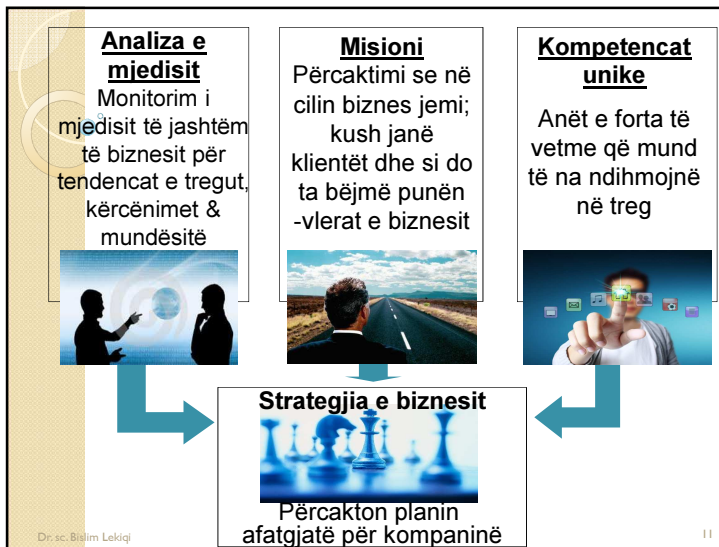 Analiza e
mjedisit
Monitorim i
mjedisit të jashtëm
të biznesit për
tendencat e tregut,
kërcënimet &
mundësitë
Misioni
Përcaktimi se në
cilin biznes jemi;
kush janë
klientët dhe si do
ta bëjmë punën
-vlerat e biznesit
Kompetencat
unike
Anët e forta të
vetme që mund
të na ndihmojnë
në treg
Strategjia e biznesit
Përcakton planin
afatgjatë për kompaninë
Dr. sc. Bislim Lekiqi
11